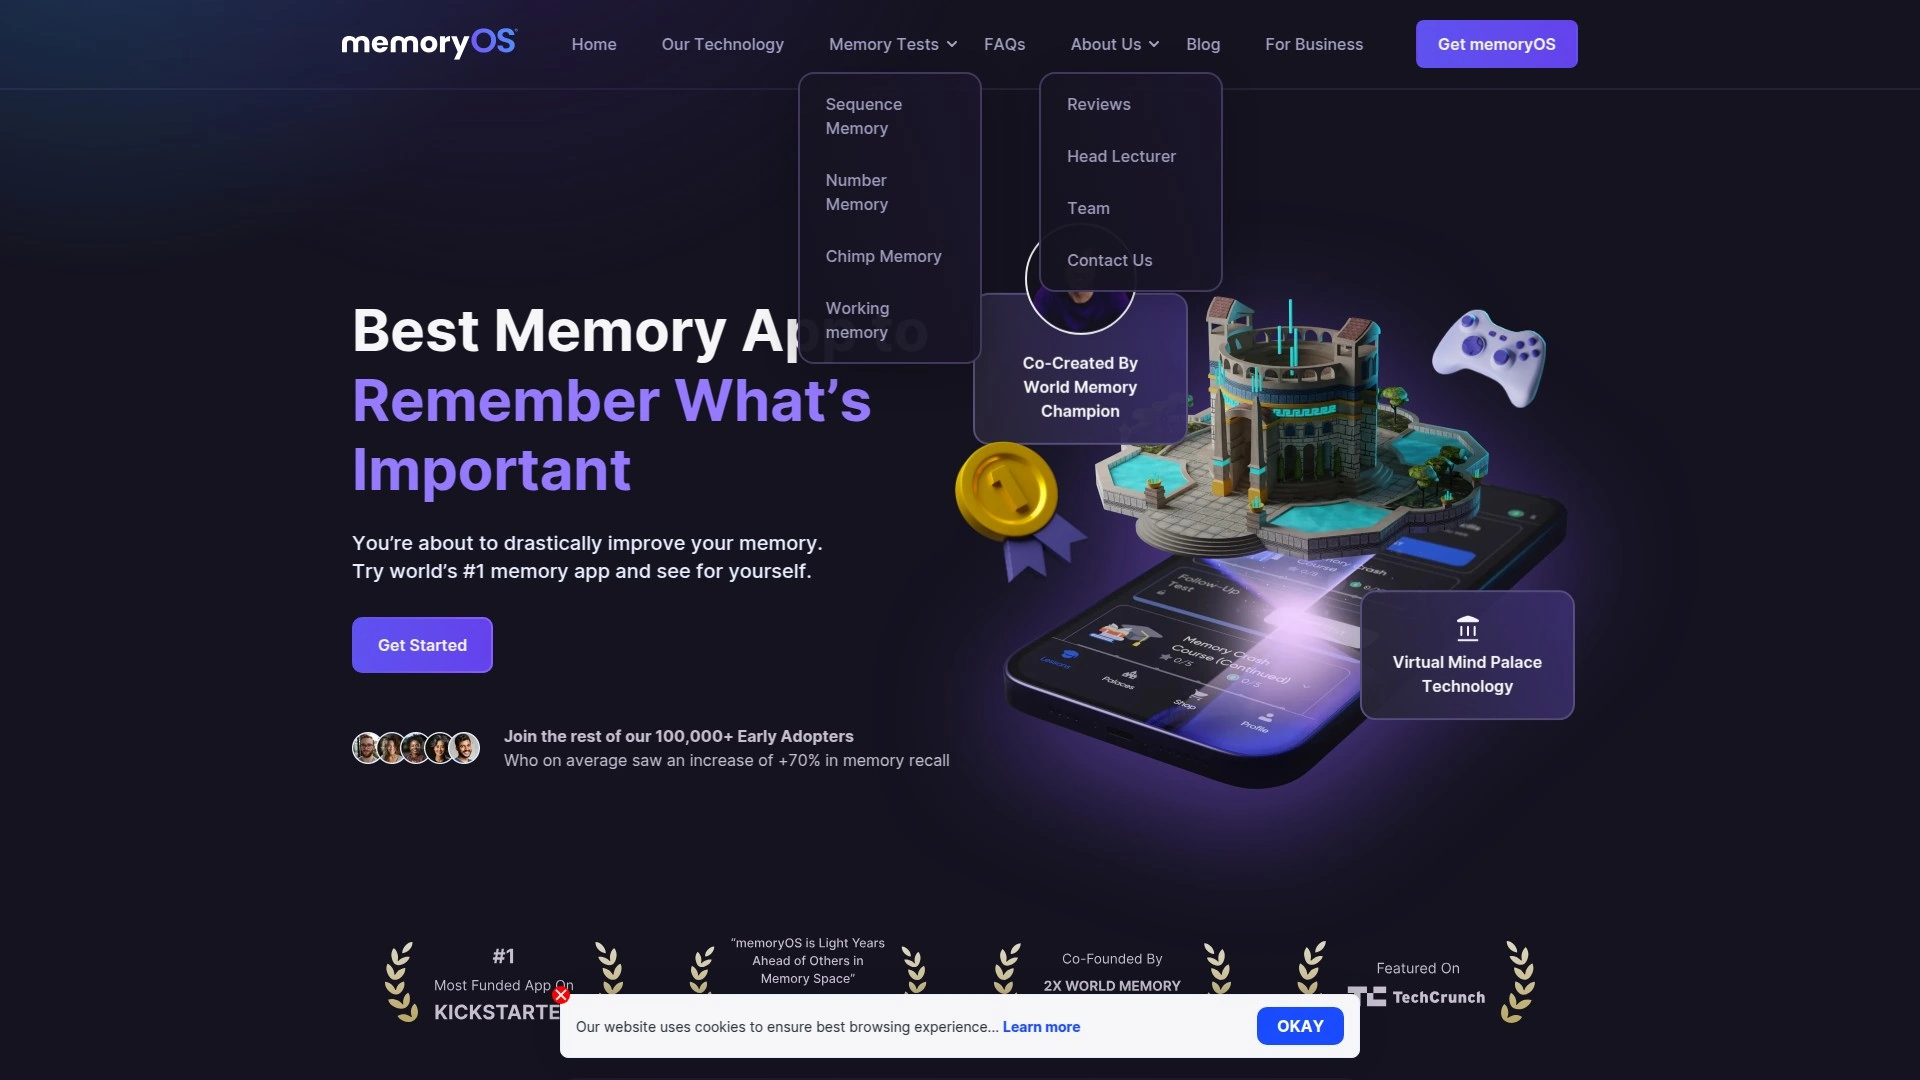 memoryOS
Home
Our Technology
Memory Tests
FAQs
About Us
Blog
For Business
Get memoryOS
Sequence
Memory
Number
Memory
Chimp Memory
Working
memory
Reviews
Head Lecturer
Team
Contact Us
Best Memory App to
Remember What’s
Important
You’re about to drastically improve your memory.
Try world’s #1 memory app and see for yourself.
Get Started
Join the rest of our 100,000+ Early Adopters
Who on average saw an increase of +70% in memory recall
Co-Created By
World Memory
Champion
Follow-Up
Test
Memory Crash
Course (Continued)
0/5
0/5
Lessons
Palaces
Shop
Profile
Virtual Mind Palace
Technology
#1
Most Funded App On
KICKSTARTE
“memoryOS is Light Years
Ahead of Others in
Memory Space”
Co-Founded By
2X WORLD MEMORY
Featured On
TechCrunch
Our website uses cookies to ensure best browsing experience... Learn more
OKAY